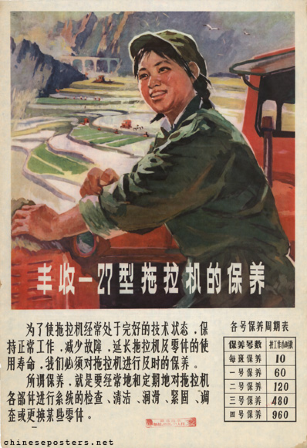 丰收—27型拖拉机的保养
为了使拖拉机经常处于完好的技术状态，保
持正常工作，减少故障，延长拖拉机及零件的使
用寿命，我们必须对拖拉机进行及时的保养。
所谓保养，就是要经常地和定期地对拖拉机
各部件进行系统的检查、清洁、润滑、紧固、调
整或更换某些零件。
各号保养周期表
保养号数
每班保养 10
一号保养 60
二号保养 120
三号保养 480
四号保养 960
chineseposters.net